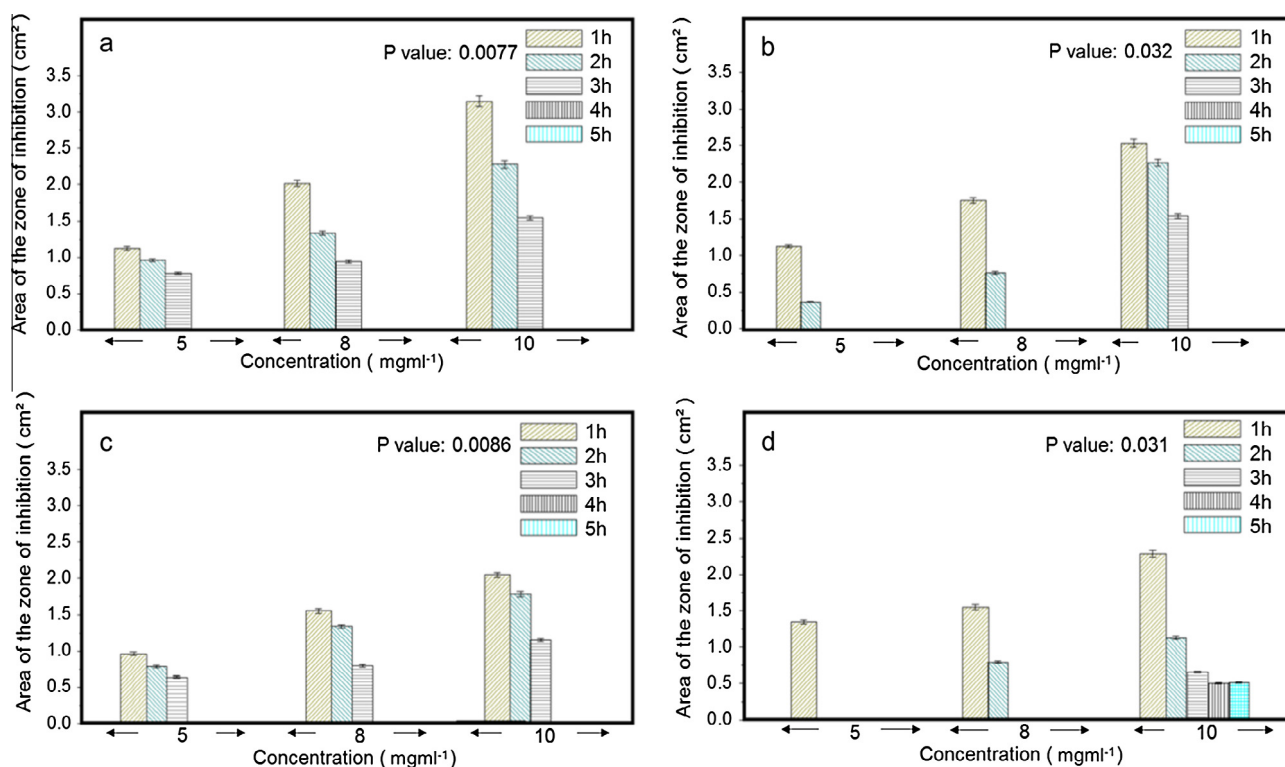 a
P value: 0.0077
1h
2h
3h
4h
5h
Area of the zone of inhibition ( cm² )
3.5
3.0
2.5
2.0
1.5
1.0
0.5
0.0
5
8
10
Concentration ( mgml⁻¹ )
b
P value: 0.032
1h
2h
3h
4h
5h
Area of the zone of inhibition ( cm² )
3.5
3.0
2.5
2.0
1.5
1.0
0.5
0.0
5
8
10
Concentration ( mgml⁻¹ )
c
P value: 0.0086
1h
2h
3h
4h
5h
Area of the zone of inhibition ( cm² )
3.5
3.0
2.5
2.0
1.5
1.0
0.5
0.0
5
8
10
Concentration ( mgml⁻¹ )
d
P value: 0.031
1h
2h
3h
4h
5h
Area of the zone of inhibition ( cm² )
3.5
3.0
2.5
2.0
1.5
1.0
0.5
0.0
5
8
10
Concentration ( mgml⁻¹ )